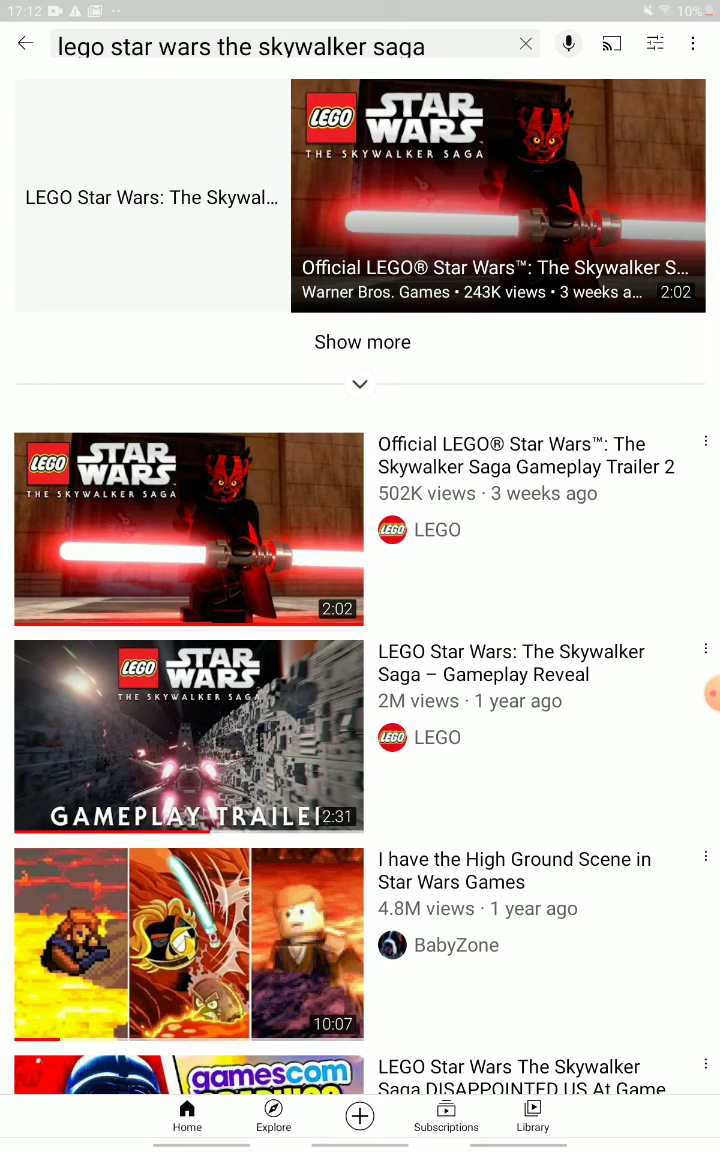 17:12
10%
lego star wars the skywalker saga
LEGO Star Wars: The Skywal...
LEGO
STAR WARS
THE SKYWALKER SAGA
Official LEGO® Star Wars™: The Skywalker S...
Warner Bros. Games • 243K views • 3 weeks a...
2:02
Show more
LEGO
STAR WARS
THE SKYWALKER SAGA
2:02
Official LEGO® Star Wars™: The
Skywalker Saga Gameplay Trailer 2
502K views · 3 weeks ago
LEGO
LEGO
LEGO
STAR WARS
THE SKYWALKER SAGA
GAMEPLAY TRAILE
2:31
LEGO Star Wars: The Skywalker
Saga – Gameplay Reveal
2M views · 1 year ago
LEGO
LEGO
10:07
I have the High Ground Scene in
Star Wars Games
4.8M views · 1 year ago
BabyZone
gamescom
LEGO Star Wars The Skywalker
Saga DISAPPOINTED US At Game
Home
Explore
Subscriptions
Library